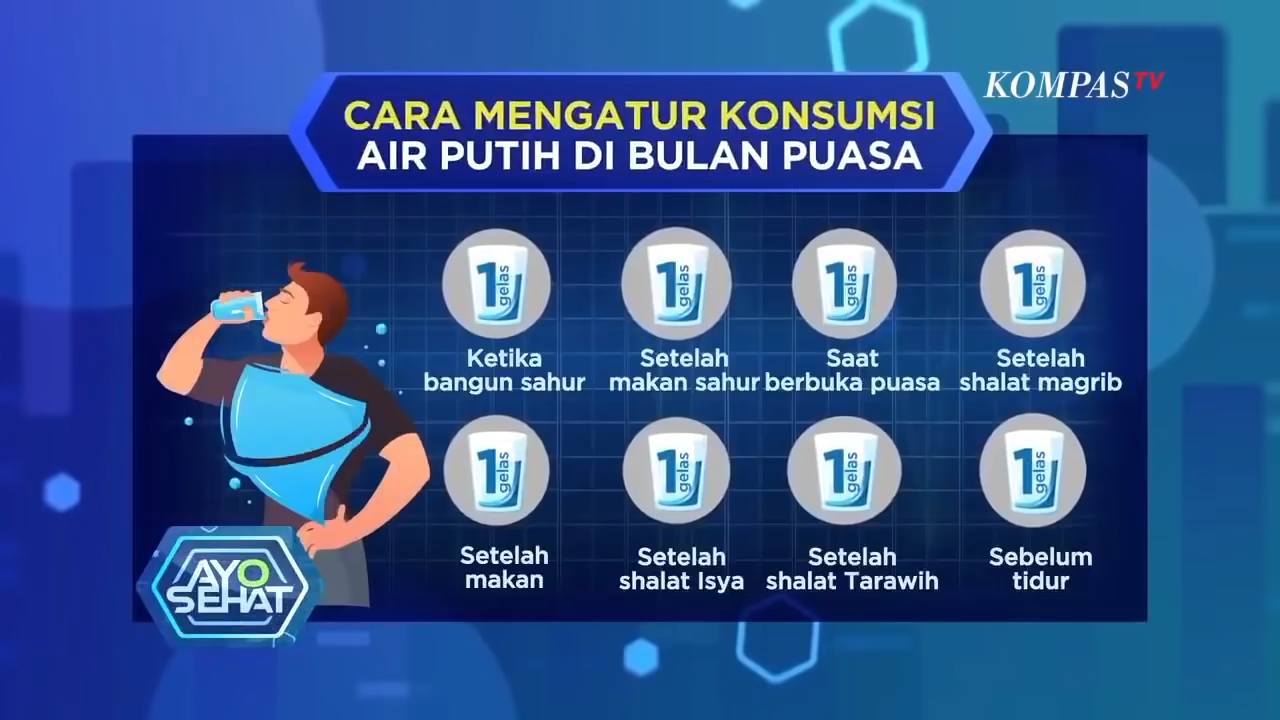 KOMPASTV
CARA MENGATUR KONSUMSI
AIR PUTIH DI BULAN PUASA
1 gelas
Ketika
bangun sahur
1 gelas
Setelah
makan sahur
1 gelas
Saat
berbuka puasa
1 gelas
Setelah
shalat magrib
1 gelas
Setelah
makan
1 gelas
Setelah
shalat Isya
1 gelas
Setelah
shalat Tarawih
1 gelas
Sebelum
tidur
AYO
SEHAT